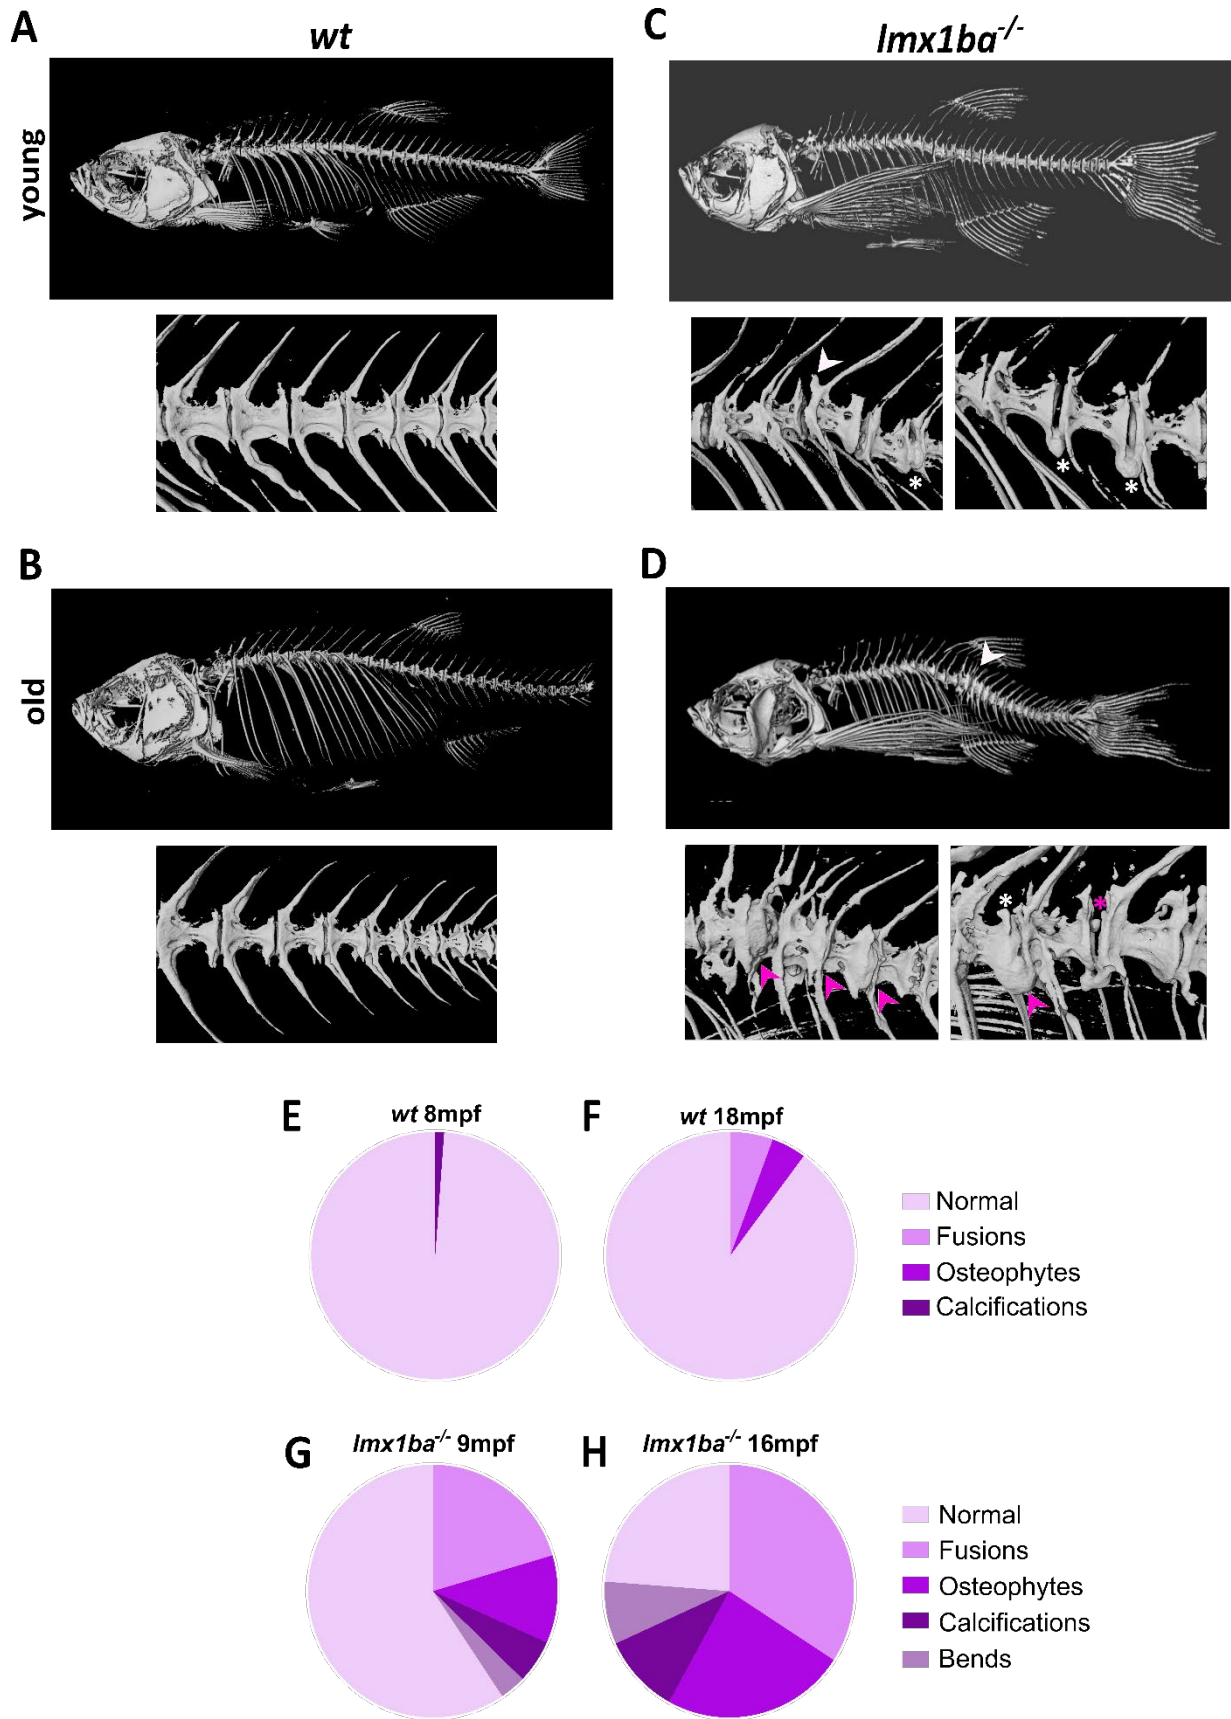 A
wt
C
lmx1ba-/-
young
*
*
*
B
D
old
*
*
E
wt 8mpf
F
wt 18mpf
Normal
Fusions
Osteophytes
Calcifications
G
lmx1ba-/- 9mpf
H
lmx1ba-/- 16mpf
Normal
Fusions
Osteophytes
Calcifications
Bends